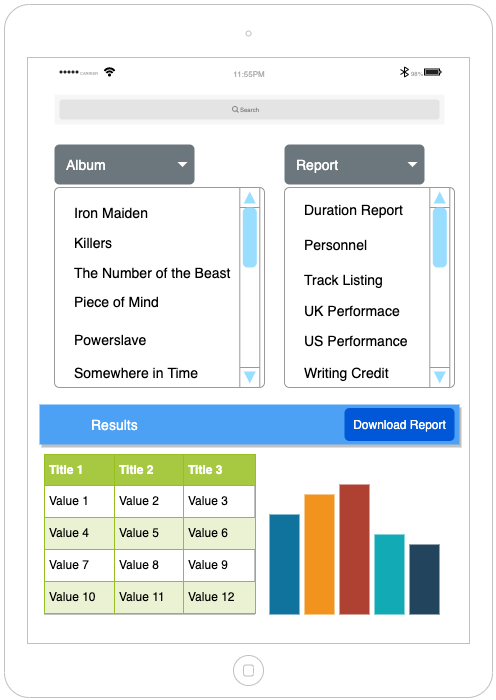 CARRIER 11:55PM 98%
Search
Album
Report
Iron Maiden
Killers
The Number of the Beast
Piece of Mind
Powerslave
Somewhere in Time
Duration Report
Personnel
Track Listing
UK Performace
US Performance
Writing Credit
Results
Download Report
Title 1 Title 2 Title 3
Value 1 Value 2 Value 3
Value 4 Value 5 Value 6
Value 7 Value 8 Value 9
Value 10 Value 11 Value 12